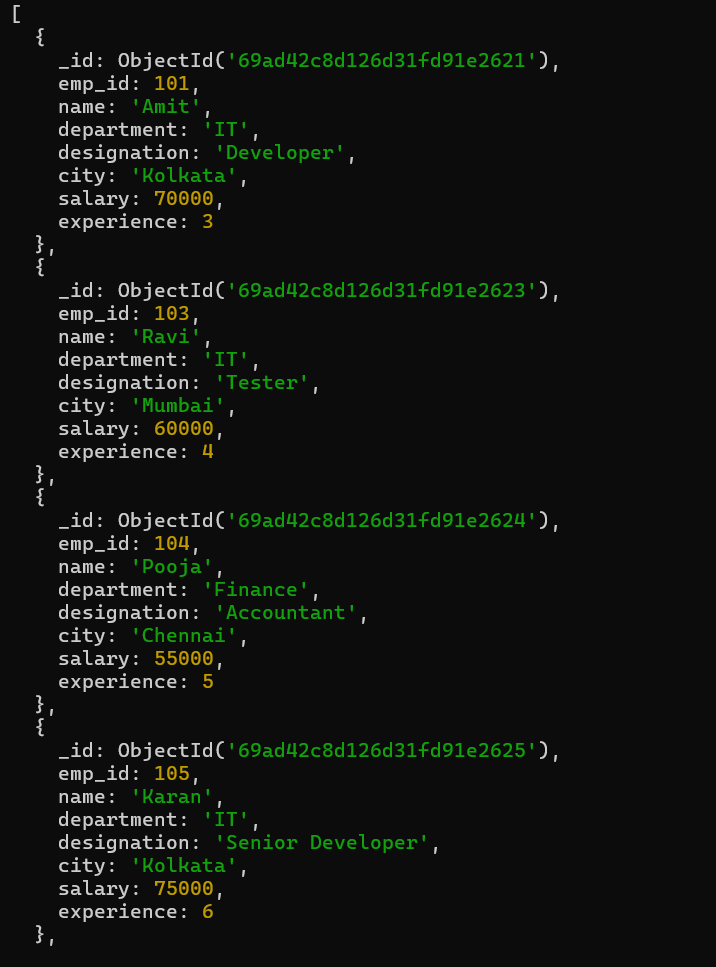 [
  {
    _id: ObjectId('69ad42c8d126d31fd91e2621'),
    emp_id: 101,
    name: 'Amit',
    department: 'IT',
    designation: 'Developer',
    city: 'Kolkata',
    salary: 70000,
    experience: 3
  },
  {
    _id: ObjectId('69ad42c8d126d31fd91e2623'),
    emp_id: 103,
    name: 'Ravi',
    department: 'IT',
    designation: 'Tester',
    city: 'Mumbai',
    salary: 60000,
    experience: 4
  },
  {
    _id: ObjectId('69ad42c8d126d31fd91e2624'),
    emp_id: 104,
    name: 'Pooja',
    department: 'Finance',
    designation: 'Accountant',
    city: 'Chennai',
    salary: 55000,
    experience: 5
  },
  {
    _id: ObjectId('69ad42c8d126d31fd91e2625'),
    emp_id: 105,
    name: 'Karan',
    department: 'IT',
    designation: 'Senior Developer',
    city: 'Kolkata',
    salary: 75000,
    experience: 6
  },